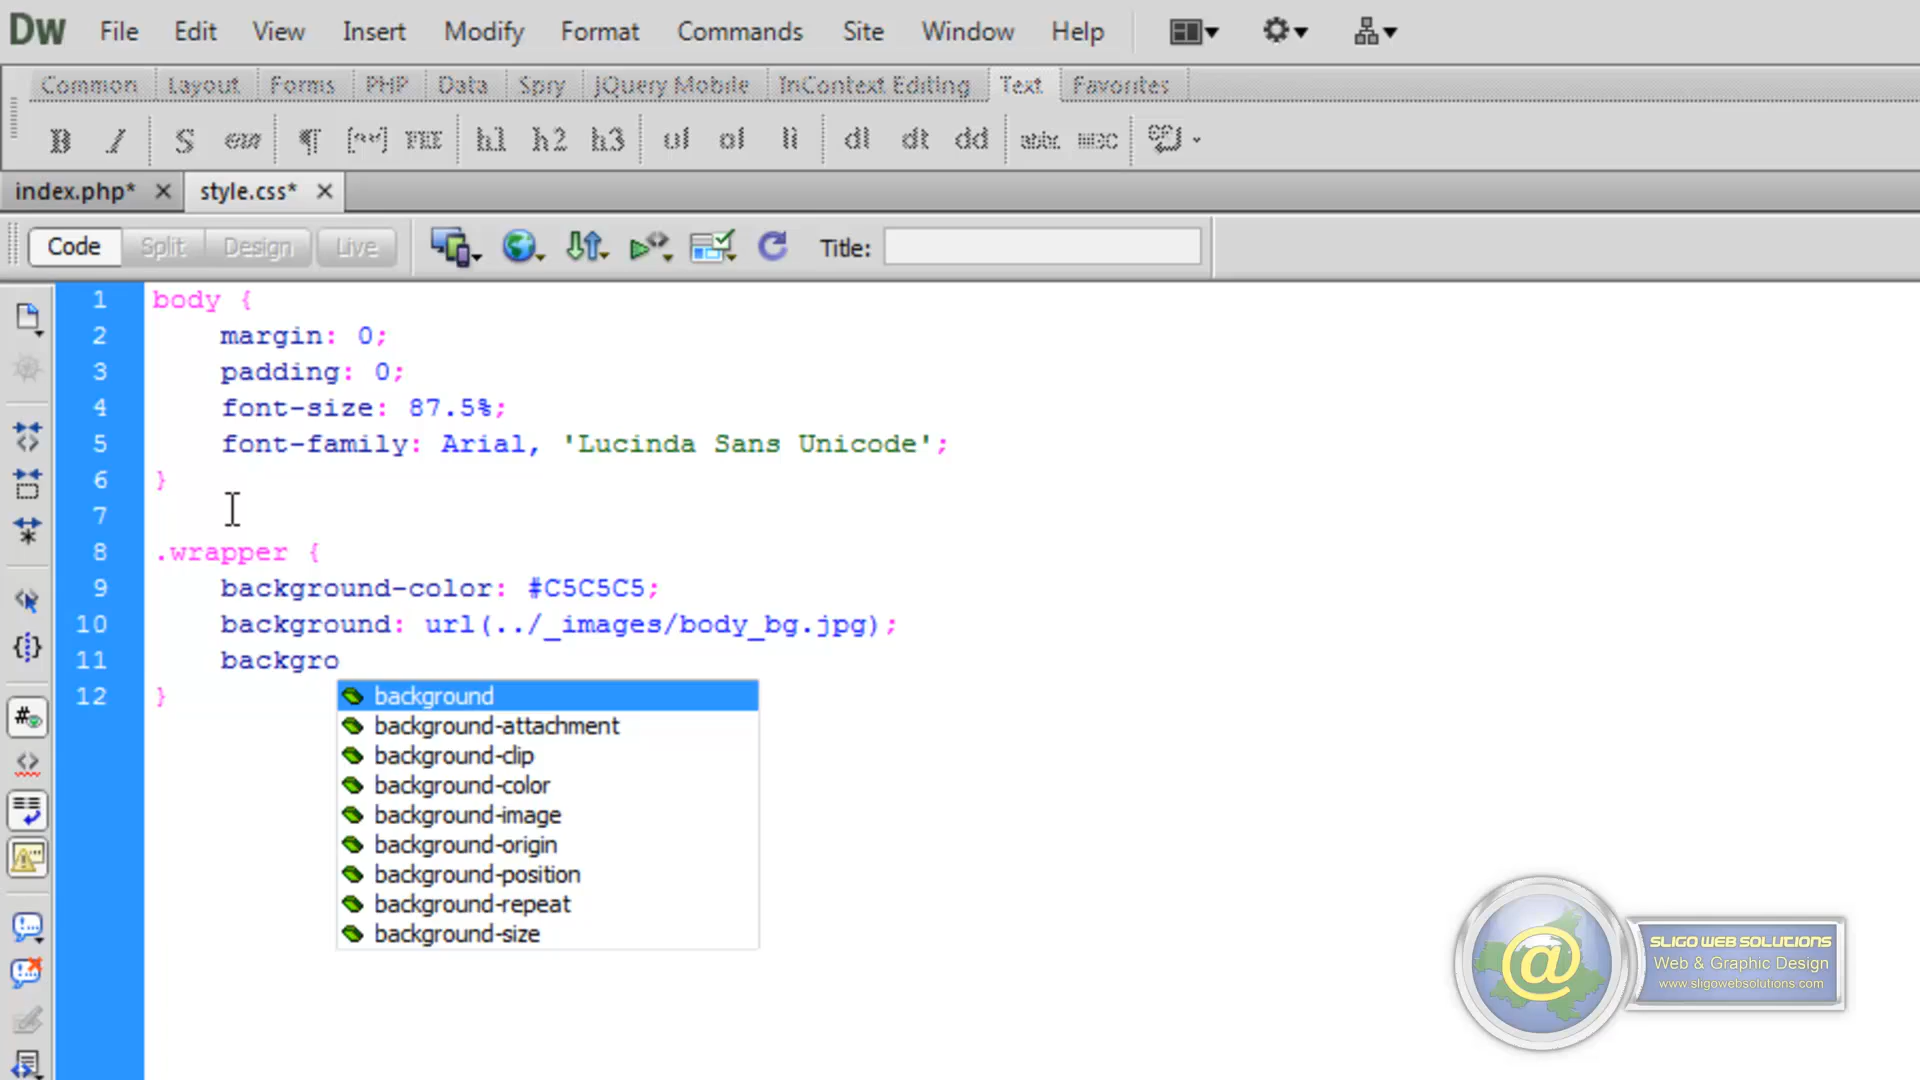 Dw File Edit View Insert Modify Format Commands Site Window Help
Common Layout Forms PHP Data Spry jQuery Mobile InContext Editing Text Favorites
B I S em ¶ [""] PRE h1 h2 h3 ul ol li dl dt dd abbr.
index.php* style.css*
Code Split Design Live Title:
1 body {
2 margin: 0;
3 padding: 0;
4 font-size: 87.5%;
5 font-family: Arial, 'Lucinda Sans Unicode';
6 }
7
8 .wrapper {
9 background-color: #C5C5C5;
10 background: url(../_images/body_bg.jpg);
11 backgro
12 }
background
background-attachment
background-clip
background-color
background-image
background-origin
background-position
background-repeat
background-size
@
SLIGO WEB SOLUTIONS
Web & Graphic Design
www.sligowebsolutions.com